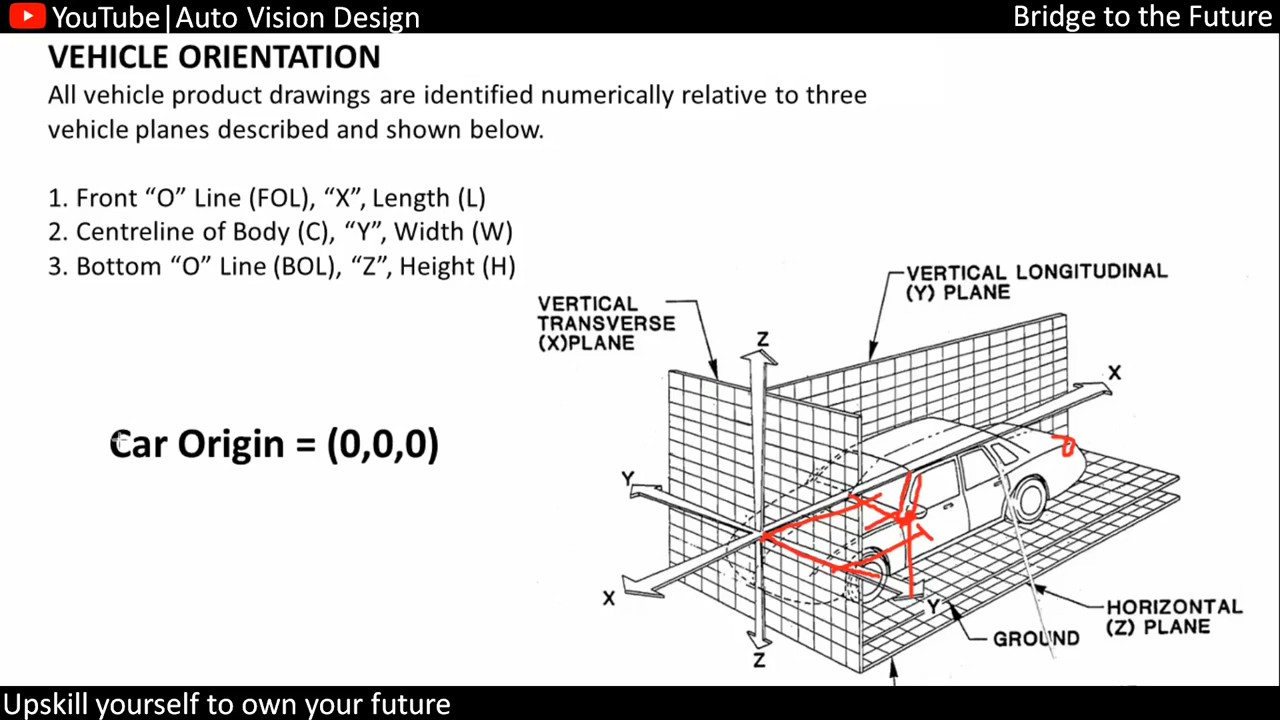 YouTube|Auto Vision Design
Bridge to the Future
VEHICLE ORIENTATION
All vehicle product drawings are identified numerically relative to three
vehicle planes described and shown below.
1. Front “O” Line (FOL), “X”, Length (L)
2. Centreline of Body (C), “Y”, Width (W)
3. Bottom “O” Line (BOL), “Z”, Height (H)
Car Origin = (0,0,0)
VERTICAL LONGITUDINAL
(Y) PLANE
VERTICAL
TRANSVERSE
(X)PLANE
Z
X
Y
X
Y
Z
HORIZONTAL
(Z) PLANE
GROUND
Upskill yourself to own your future